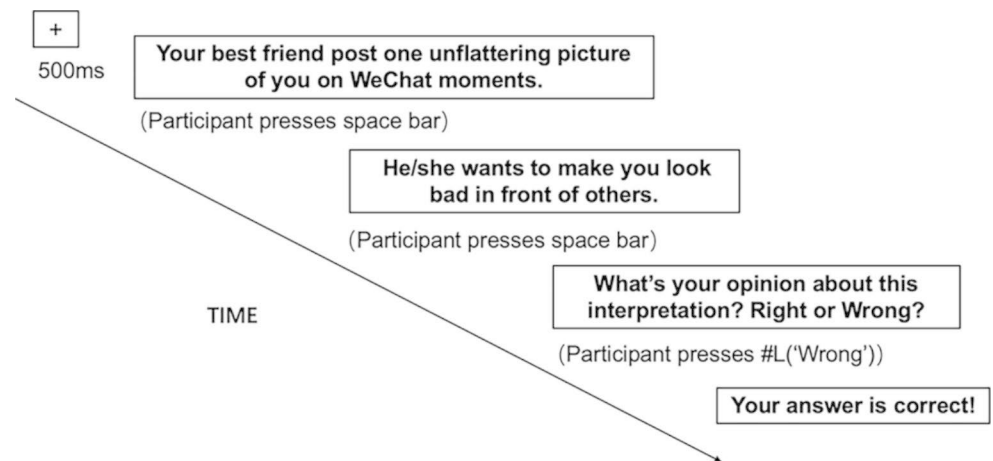 +
500ms
Your best friend post one unflattering picture
of you on WeChat moments.
(Participant presses space bar)
He/she wants to make you look
bad in front of others.
(Participant presses space bar)
What's your opinion about this
interpretation? Right or Wrong?
(Participant presses #L('Wrong'))
TIME
Your answer is correct!